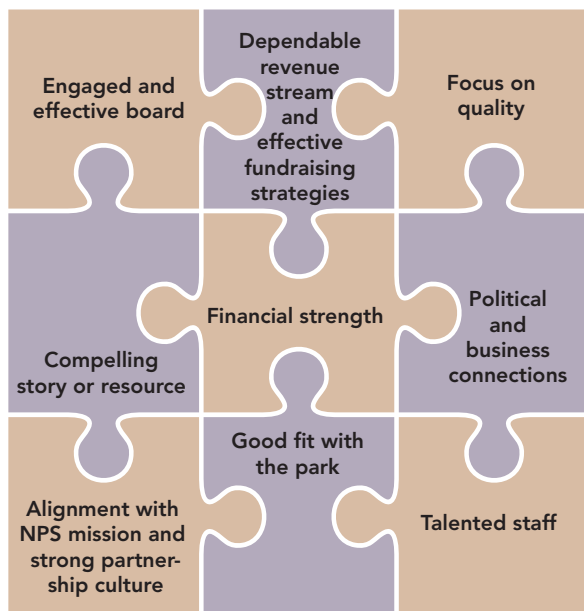 Engaged and
effective board
Dependable
revenue
stream
and
effective
fundraising
strategies
Focus on
quality
Compelling
story or resource
Financial strength
Political
and
business
connections
Alignment with
NPS mission and
strong partner-
ship culture
Good fit with
the park
Talented staff